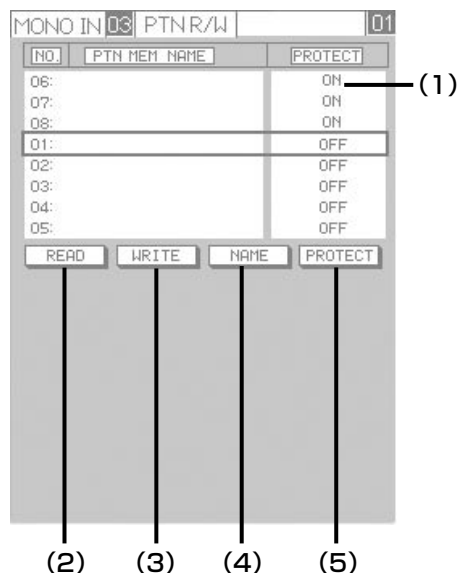 MONO IN 03 PTN R/W 01
NO. PTN MEM NAME PROTECT
06: ON (1)
07: ON
08: ON
01: OFF
02: OFF
03: OFF
04: OFF
05: OFF
READ WRITE NAME PROTECT
(2) (3) (4) (5)